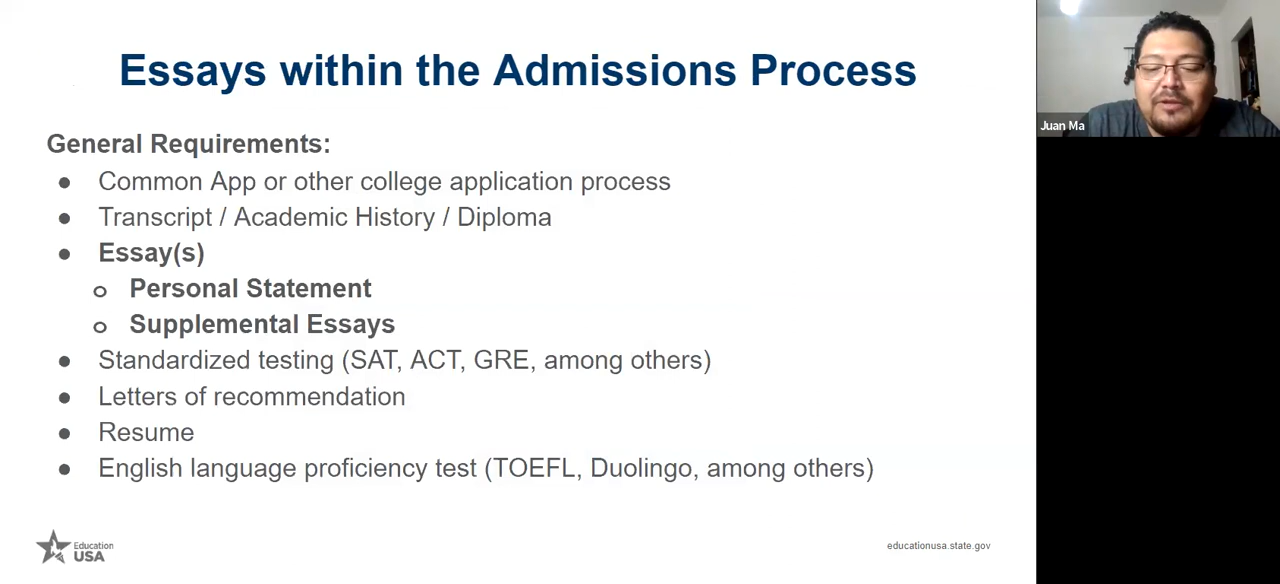 Essays within the Admissions Process
General Requirements:
● Common App or other college application process
● Transcript / Academic History / Diploma
● Essay(s)
o Personal Statement
o Supplemental Essays
● Standardized testing (SAT, ACT, GRE, among others)
● Letters of recommendation
● Resume
● English language proficiency test (TOEFL, Duolingo, among others)
Education
USA
educationusa.state.gov
Juan Ma